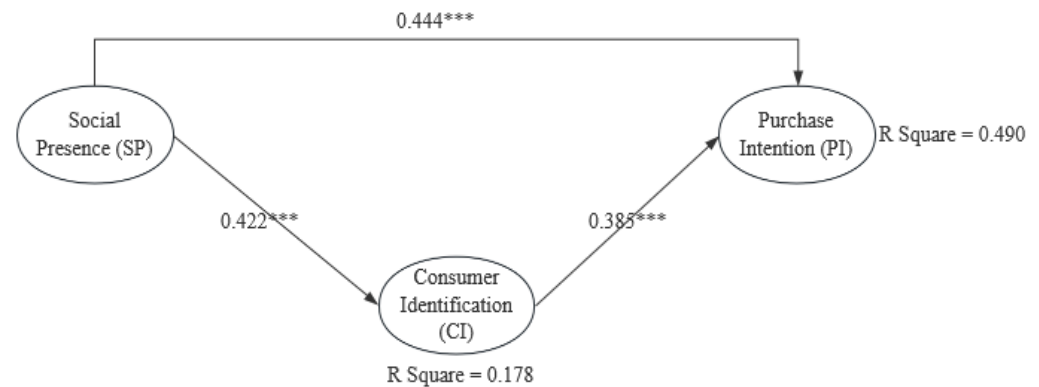 0.444***
Social
Presence (SP)
Purchase
Intention (PI)
R Square = 0.490
0.422***
0.385***
Consumer
Identification
(CI)
R Square = 0.178